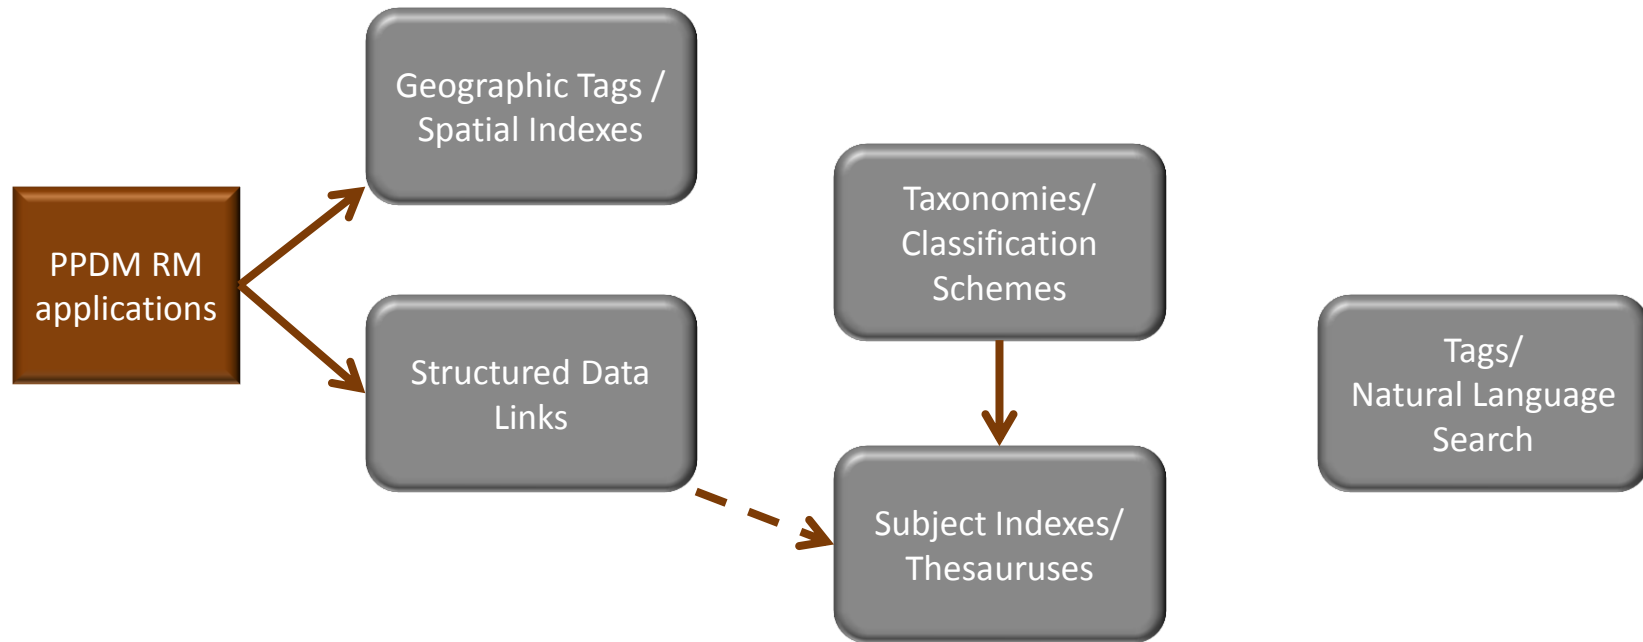 Geographic Tags /
Spatial Indexes
PPDM RM
applications
Structured Data
Links
Taxonomies/
Classification
Schemes
Subject Indexes/
Thesauruses
Tags/
Natural Language
Search